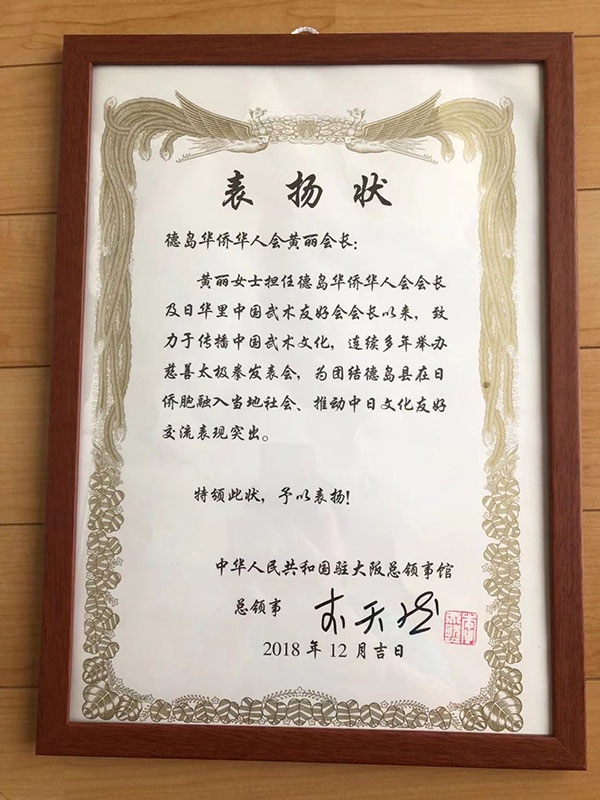 表扬状
德岛华侨华人会黄丽会长：
黄丽女士担任德岛华侨华人会会长
及日华里中国武术友好会会长以来，致
力于传播中国武术文化，连续多年举办
慈善太极拳发表会，为团结德岛县在日
侨胞融入当地社会、推动中日文化友好
交流表现突出。
特颁此状，予以表扬！
中华人民共和国驻大阪总领事馆
总领事
2018年12月吉日